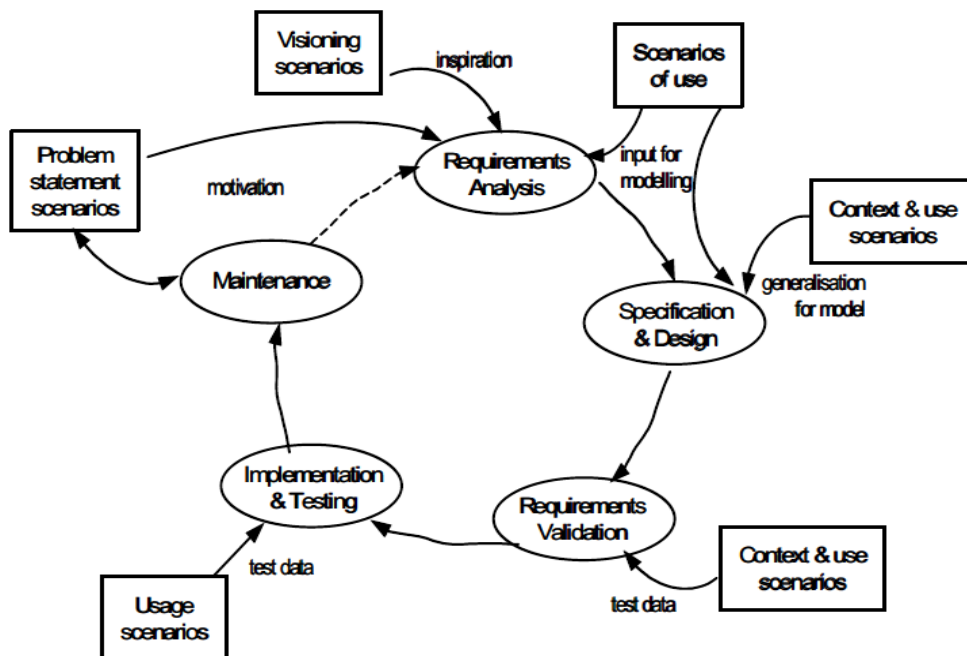 Visioning
scenarios
inspiration
Scenarios
of use
Problem
statement
scenarios
motivation
Requirements
Analysis
input for
modelling
Context & use
scenarios
Maintenance
generalisation
for model
Specification
& Design
Implementation
& Testing
Requirements
Validation
test data
Usage
scenarios
test data
Context & use
scenarios